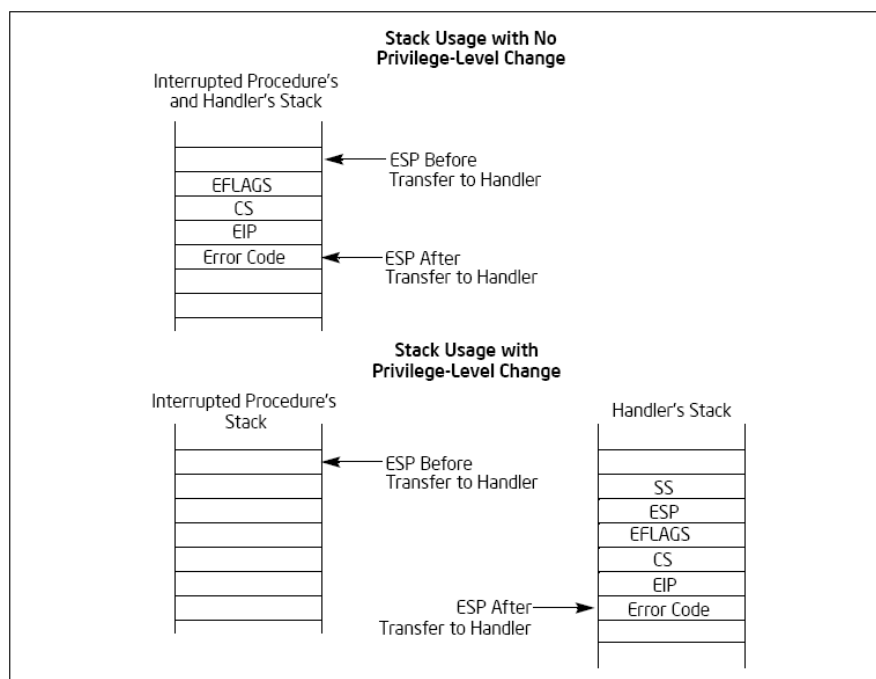 Stack Usage with No
Privilege-Level Change
Interrupted Procedure's
and Handler's Stack
ESP Before
Transfer to Handler
EFLAGS
CS
EIP
Error Code
ESP After
Transfer to Handler
Stack Usage with
Privilege-Level Change
Interrupted Procedure's
Stack
Handler's Stack
ESP Before
Transfer to Handler
SS
ESP
EFLAGS
CS
EIP
ESP After
Transfer to Handler
Error Code